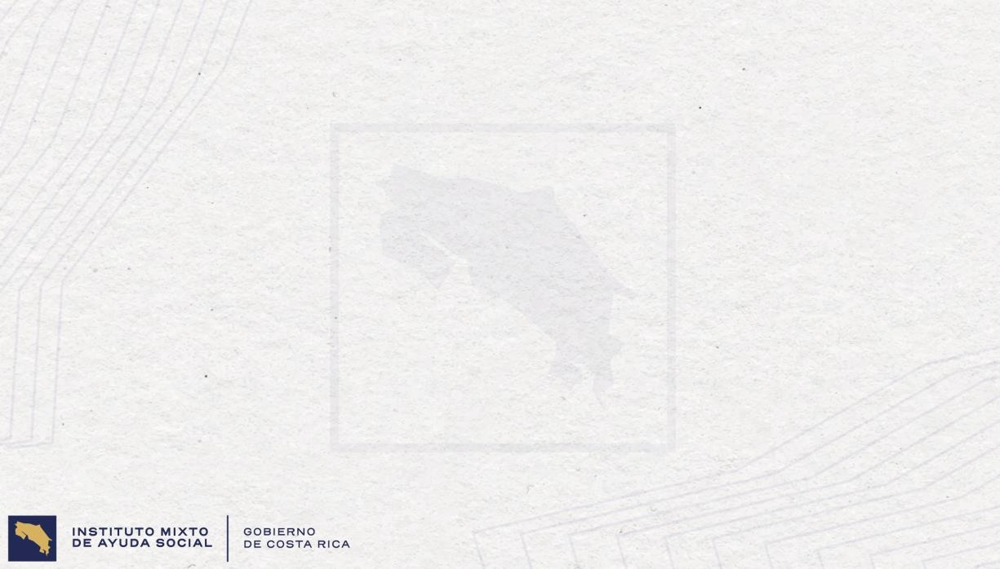 INSTITUTO MIXTO
DE AYUDA SOCIAL
GOBIERNO
DE COSTA RICA